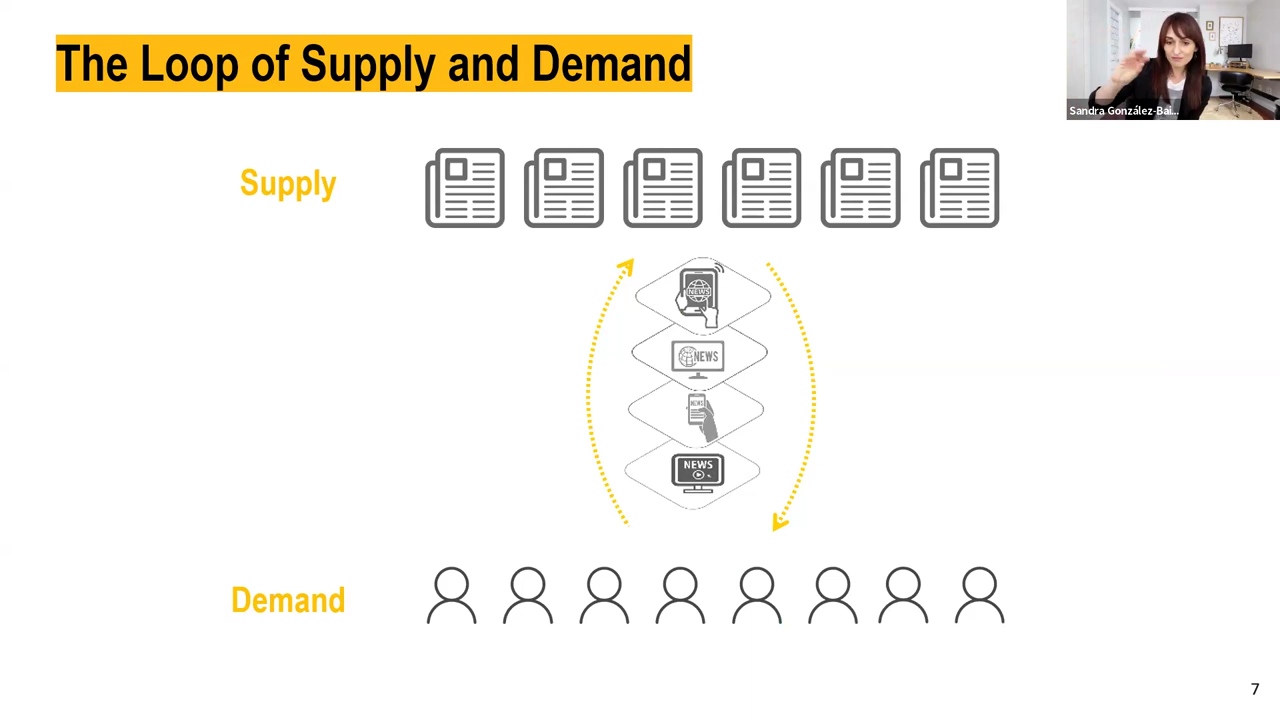 The Loop of Supply and Demand
Sandra González-Bai...
Supply
NEWS
NEWS
NEWS
NEWS
Demand
7